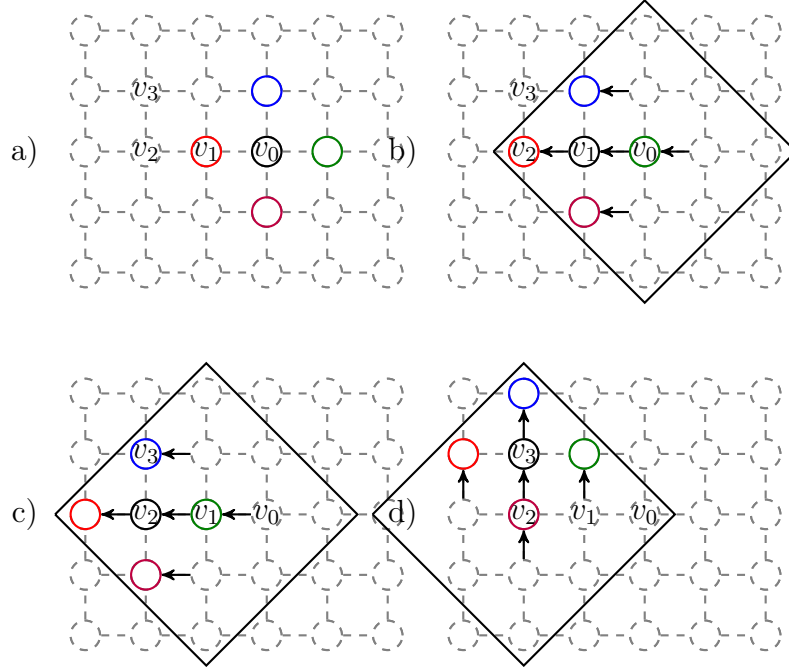 v₃ v₃
a) v₂ v₁ v₀ b) v₂ v₁ v₀
v₃ v₃
c) v₂ v₁ v₀ d) v₂ v₁ v₀